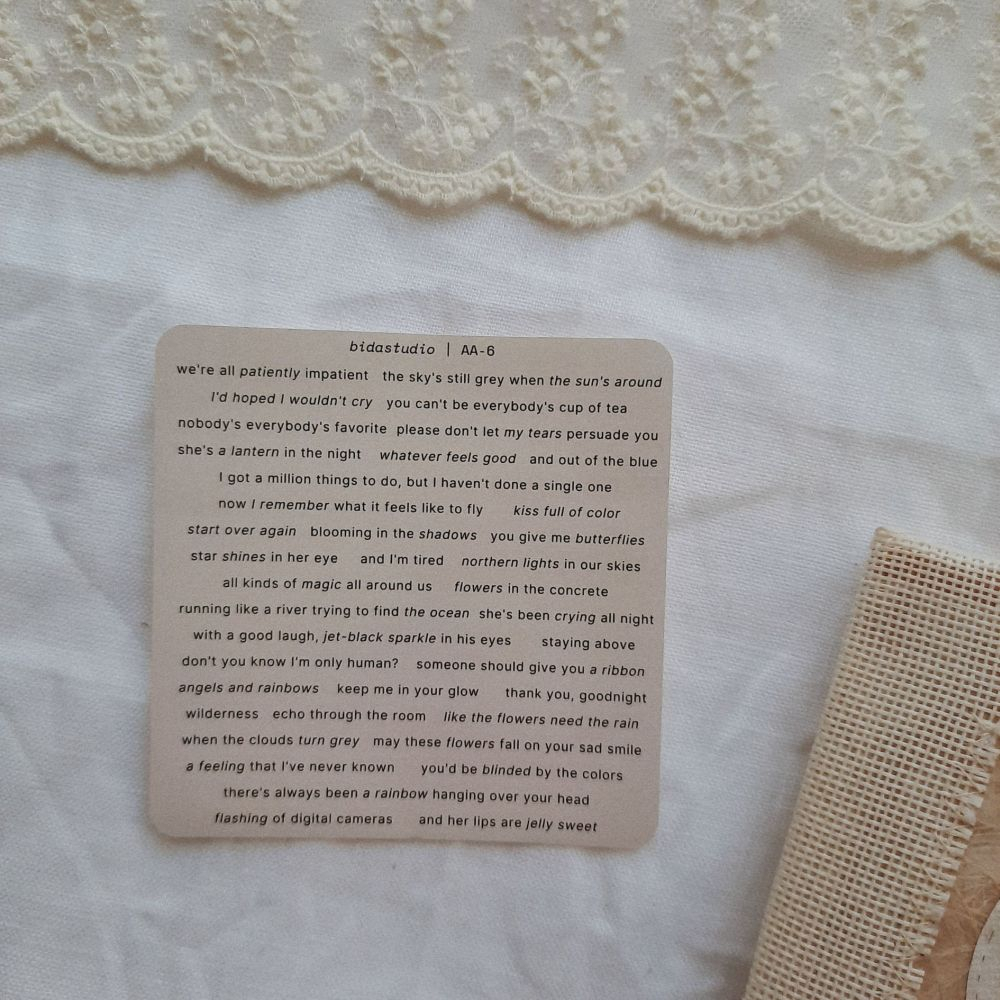 bidastudio | AA-6
we're all patiently impatient the sky's still grey when the sun's around
I'd hoped I wouldn't cry you can't be everybody's cup of tea
nobody's everybody's favorite please don't let my tears persuade you
she's a lantern in the night whatever feels good and out of the blue
I got a million things to do, but I haven't done a single one
now I remember what it feels like to fly kiss full of color
start over again blooming in the shadows you give me butterflies
star shines in her eye and I'm tired northern lights in our skies
all kinds of magic all around us flowers in the concrete
running like a river trying to find the ocean she's been crying all night
with a good laugh, jet-black sparkle in his eyes staying above
don't you know I'm only human? someone should give you a ribbon
angels and rainbows keep me in your glow thank you, goodnight
wilderness echo through the room like the flowers need the rain
when the clouds turn grey may these flowers fall on your sad smile
a feeling that I've never known you'd be blinded by the colors
there's always been a rainbow hanging over your head
flashing of digital cameras and her lips are jelly sweet